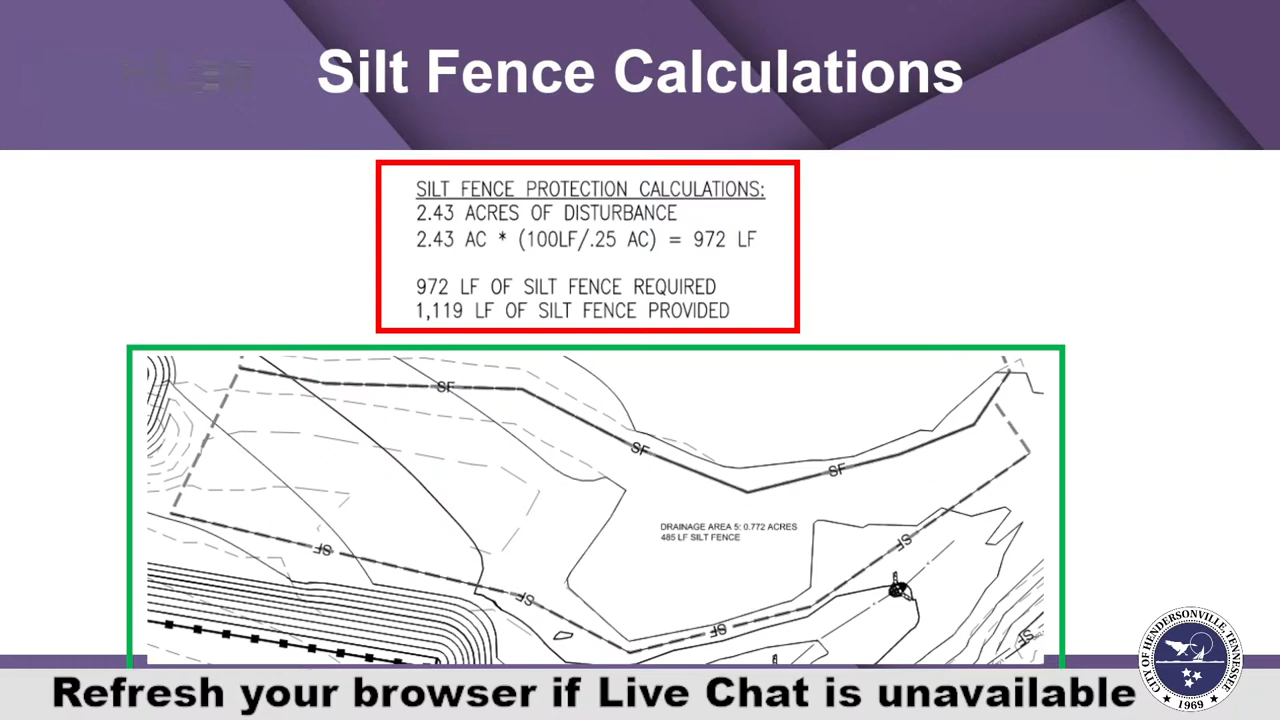 Silt Fence Calculations
SILT FENCE PROTECTION CALCULATIONS:
2.43 ACRES OF DISTURBANCE
2.43 AC * (100LF/.25 AC) = 972 LF
972 LF OF SILT FENCE REQUIRED
1,119 LF OF SILT FENCE PROVIDED
SF
SF
SF
DRAINAGE AREA 5: 0.772 ACRES
485 LF SILT FENCE
SF
SF
SF
SF
SF
CITY OF HENDERSONVILLE, TENNESSEE
1969
Refresh your browser if Live Chat is unavailable